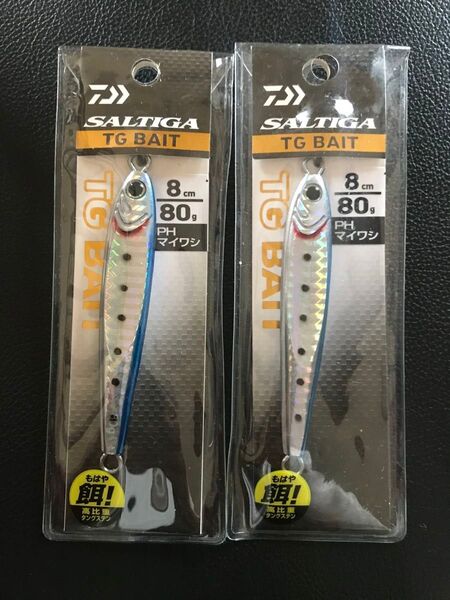 SALTIGA
TG BAIT
TG BAIT
8cm
80g
PH
マイワシ
もはや
餌!
高比重
タングステン
SALTIGA
TG BAIT
TG BAIT
8cm
80g
PH
マイワシ
もはや
餌!
高比重
タングステン